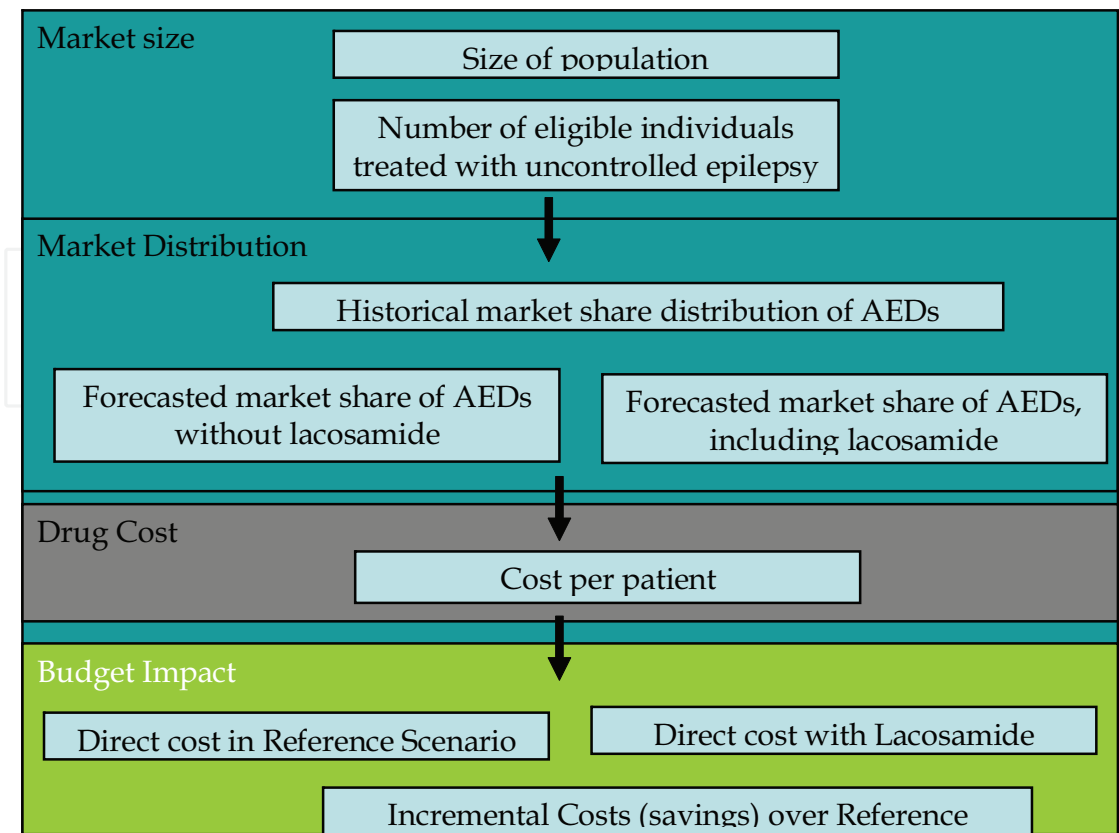 Market size
Size of population
Number of eligible individuals
treated with uncontrolled epilepsy
Market Distribution
Historical market share distribution of AEDs
Forecasted market share of AEDs
without lacosamide
Forecasted market share of AEDs,
including lacosamide
Drug Cost
Cost per patient
Budget Impact
Direct cost in Reference Scenario
Direct cost with Lacosamide
Incremental Costs (savings) over Reference